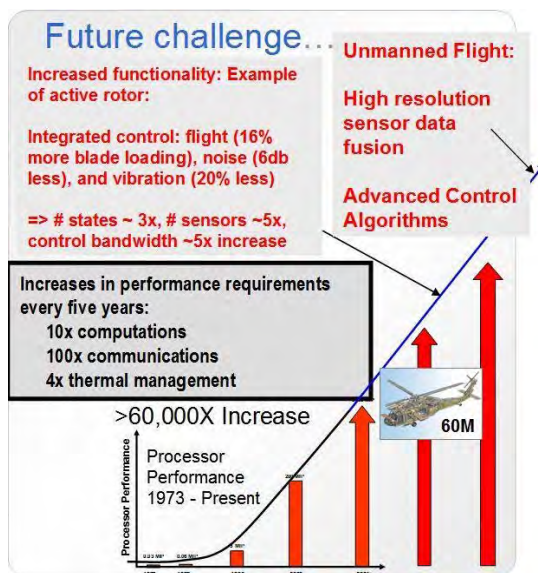 Future challenge...
Increased functionality: Example
of active rotor:
Integrated control: flight (16%
more blade loading), noise (6db
less), and vibration (20% less)
=> # states ~ 3x, # sensors ~5x,
control bandwidth ~5x increase
Unmanned Flight:
High resolution
sensor data
fusion
Advanced Control
Algorithms
Increases in performance requirements
every five years:
10x computations
100x communications
4x thermal management
>60,000X Increase
60M
Processor
Performance
1973 - Present
Processor Performance